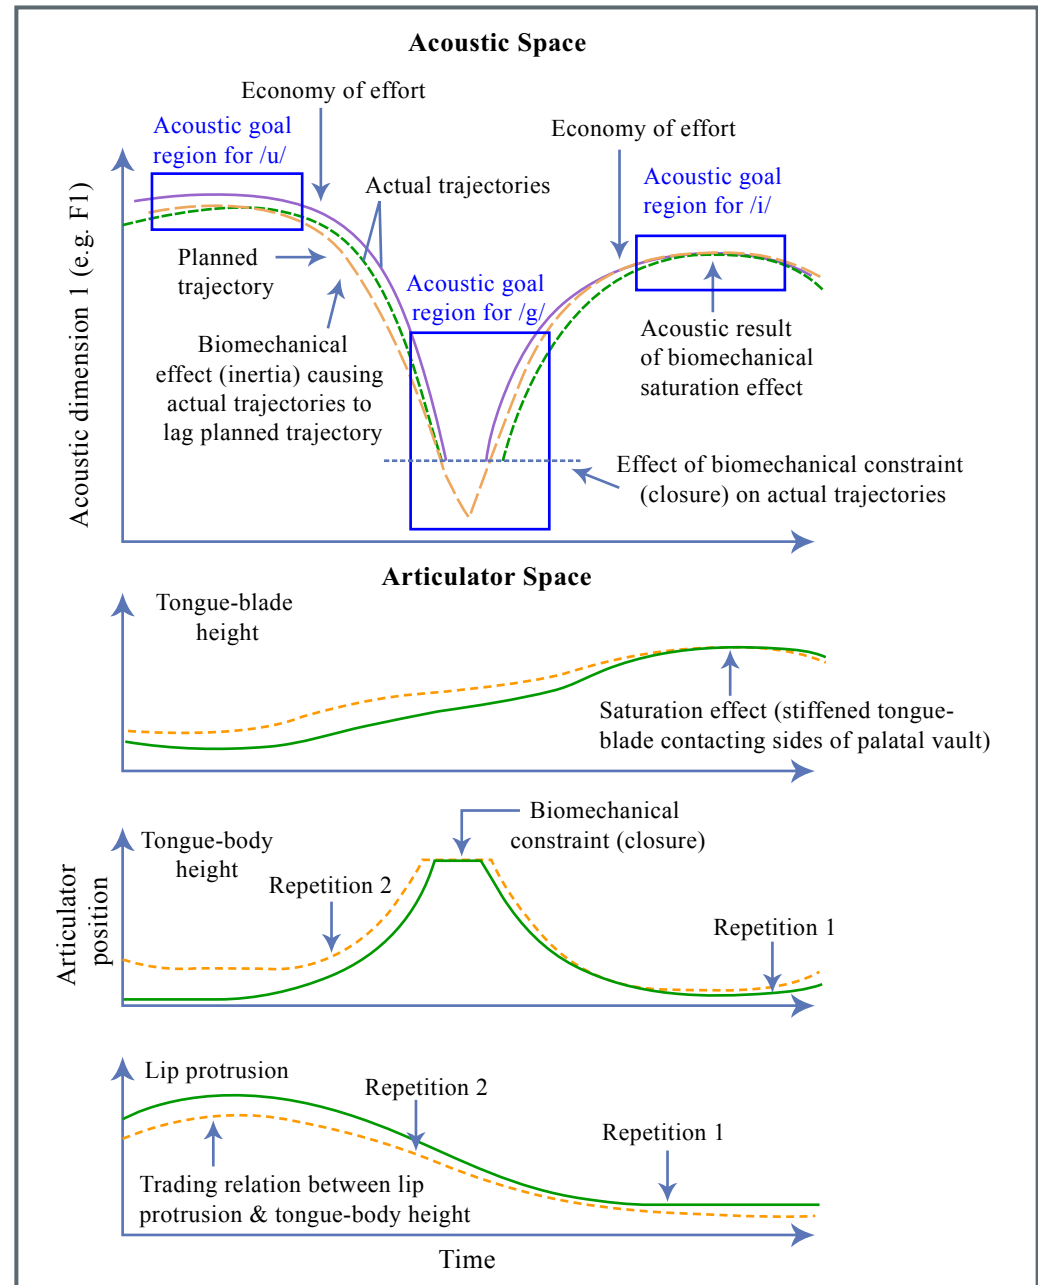 Acoustic Space
Economy of effort
Acoustic goal
region for /u/
Economy of effort
Actual trajectories
Acoustic goal
region for /i/
Planned
trajectory
Acoustic goal
region for /g/
Biomechanical
effect (inertia) causing
actual trajectories to
lag planned trajectory
Acoustic result
of biomechanical
saturation effect
Effect of biomechanical constraint
(closure) on actual trajectories
Acoustic dimension 1 (e.g. F1)
Articulator Space
Tongue-blade
height
Saturation effect (stiffened tongue-
blade contacting sides of palatal vault)
Biomechanical
constraint (closure)
Tongue-body
height
Repetition 2
Repetition 1
Articulator
position
Lip protrusion
Repetition 2
Repetition 1
Trading relation between lip
protrusion & tongue-body height
Time